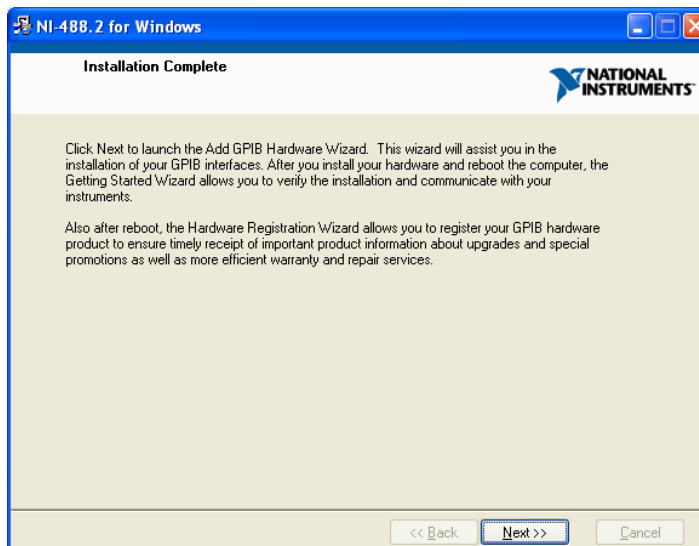 NI-488.2 for Windows
Installation Complete
NATIONAL
INSTRUMENTS™
Click Next to launch the Add GPIB Hardware Wizard.  This wizard will assist you in the
installation of your GPIB interfaces. After you install your hardware and reboot the computer, the
Getting Started Wizard allows you to verify the installation and communicate with your
instruments.
Also after reboot, the Hardware Registration Wizard allows you to register your GPIB hardware
product to ensure timely receipt of important product information about upgrades and special
promotions as well as more efficient warranty and repair services.
<< Back
Next >>
Cancel